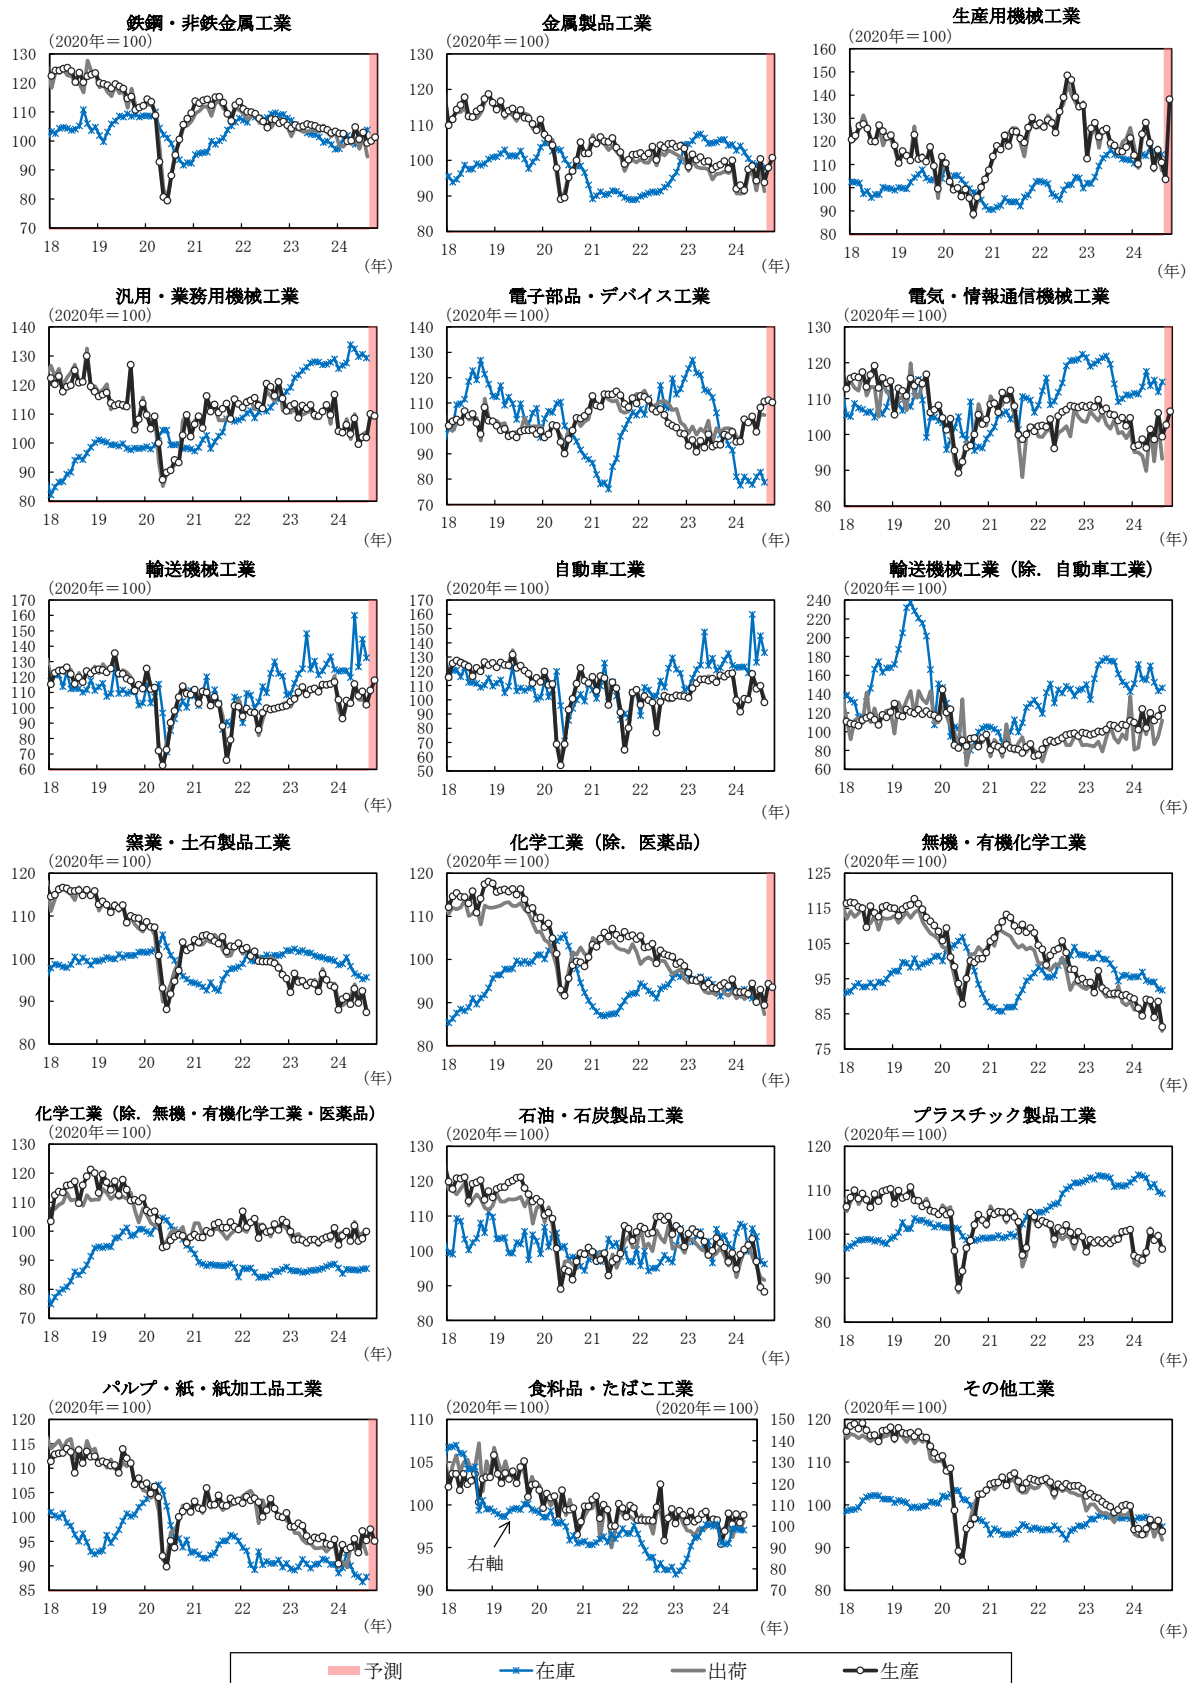 鉄鋼・非鉄金属工業
(2020年＝100)
130
120
110
100
90
80
70
18 19 20 21 22 23 24
(年)
金属製品工業
(2020年＝100)
130
120
110
100
90
80
18 19 20 21 22 23 24
(年)
生産用機械工業
(2020年＝100)
160
150
140
130
120
110
100
90
80
18 19 20 21 22 23 24
(年)
汎用・業務用機械工業
(2020年＝100)
140
130
120
110
100
90
80
18 19 20 21 22 23 24
(年)
電子部品・デバイス工業
(2020年＝100)
140
130
120
110
100
90
80
70
18 19 20 21 22 23 24
(年)
電気・情報通信機械工業
(2020年＝100)
130
120
110
100
90
80
18 19 20 21 22 23 24
(年)
輸送機械工業
(2020年＝100)
170
160
150
140
130
120
110
100
90
80
70
60
18 19 20 21 22 23 24
(年)
自動車工業
(2020年＝100)
170
160
150
140
130
120
110
100
90
80
70
60
50
18 19 20 21 22 23 24
(年)
輸送機械工業（除．自動車工業）
(2020年＝100)
240
220
200
180
160
140
120
100
80
60
18 19 20 21 22 23 24
(年)
窯業・土石製品工業
(2020年＝100)
120
110
100
90
80
18 19 20 21 22 23 24
(年)
化学工業（除．医薬品）
(2020年＝100)
120
110
100
90
80
18 19 20 21 22 23 24
(年)
無機・有機化学工業
(2020年＝100)
125
115
105
95
85
75
18 19 20 21 22 23 24
(年)
化学工業（除．無機・有機化学工業・医薬品）
(2020年＝100)
130
120
110
100
90
80
70
18 19 20 21 22 23 24
(年)
石油・石炭製品工業
(2020年＝100)
130
120
110
100
90
80
18 19 20 21 22 23 24
(年)
プラスチック製品工業
(2020年＝100)
120
110
100
90
80
18 19 20 21 22 23 24
(年)
パルプ・紙・紙加工品工業
(2020年＝100)
120
115
110
105
100
95
90
85
18 19 20 21 22 23 24
(年)
食料品・たばこ工業
(2020年＝100) (2020年＝100)
110
105
100
95
90
150
140
130
120
110
100
90
80
70
右軸
18 19 20 21 22 23 24
(年)
その他工業
(2020年＝100)
120
110
100
90
80
18 19 20 21 22 23 24
(年)
予測 在庫 出荷 生産